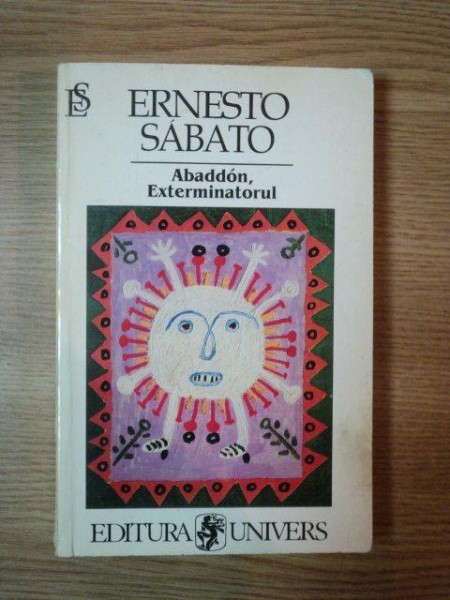 ES
ERNESTO
SÁBATO
Abaddón,
Exterminatorul
EDITURA UNIVERS